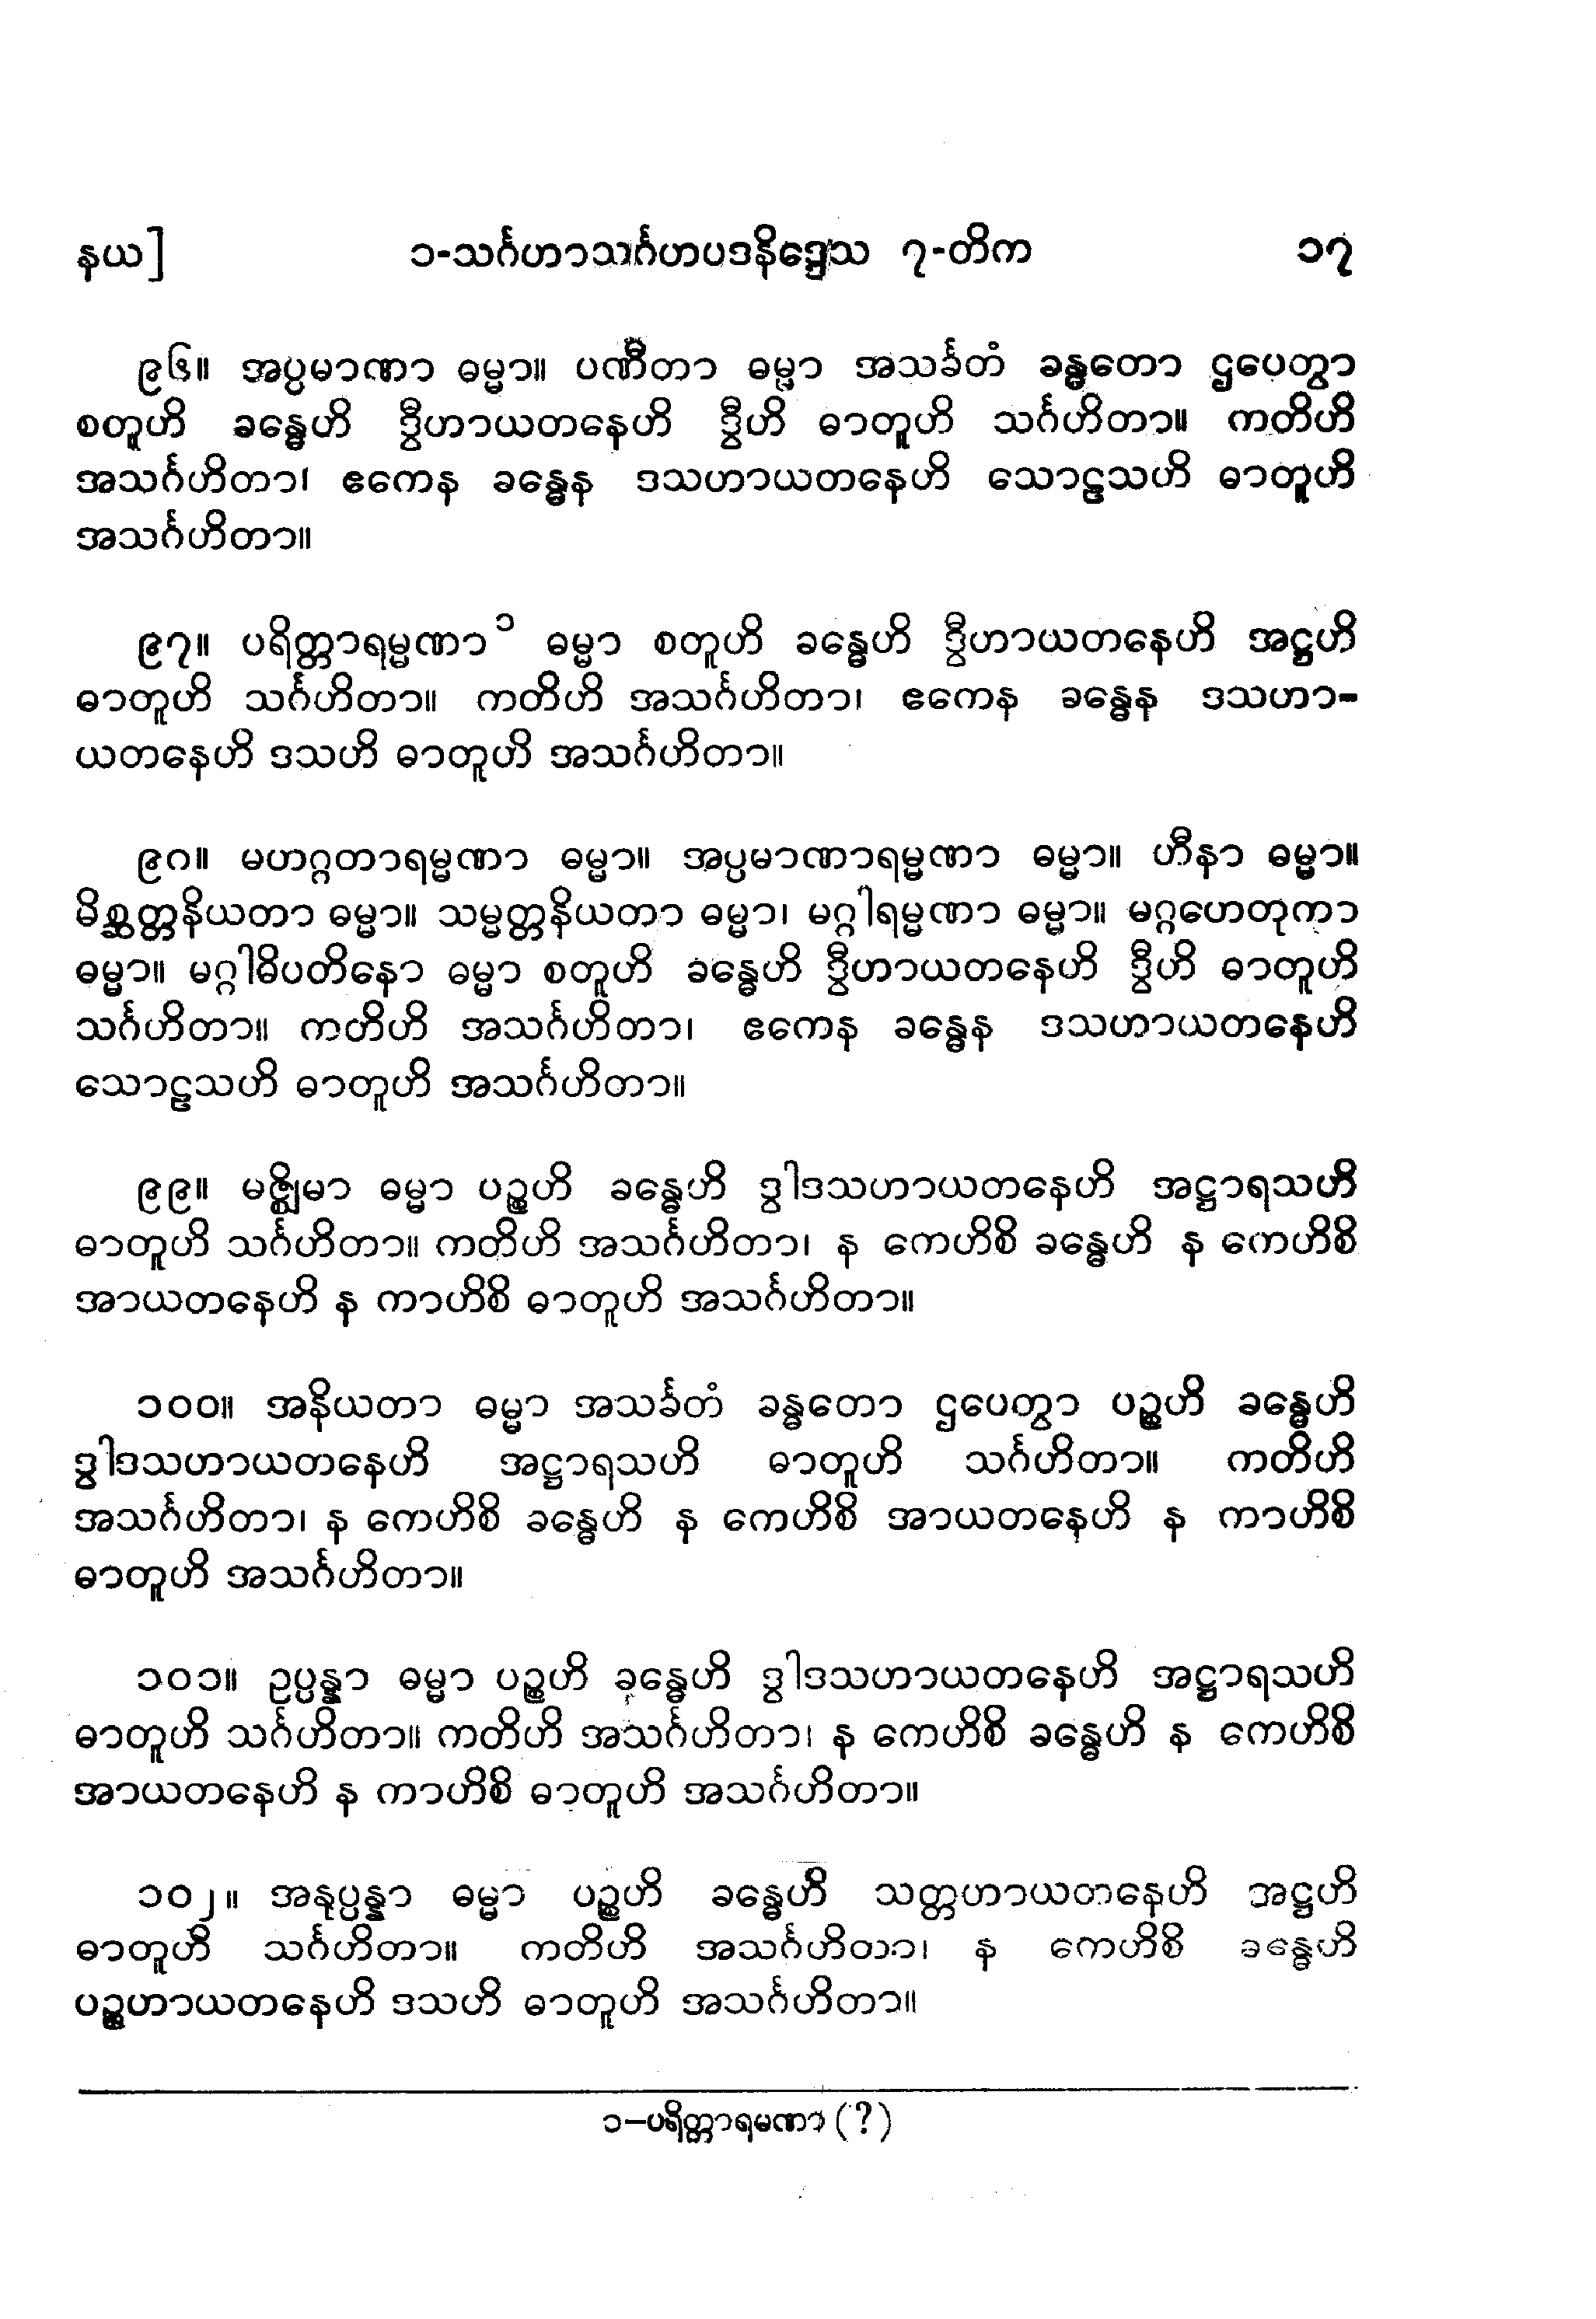 နယ] ၁-သင်္ဂဟာသင်္ဂဟပဒနိဒ္ဒေသ ၇-တိက ၁၇
၉၆။ အပ္ပမာဏာ ဓမ္မာ။ ပဏီတာ ဓမ္မာ အသင်္ခတံ ခန္ဓတော ဌပေတွာ
စတူဟိ ခန္ဓေဟိ ဒွီဟာယတနေဟိ ဒွီဟိ ဓာတူဟိ သင်္ဂဟိတာ။ ကတိဟိ
အသင်္ဂဟိတာ၊ ဧကေန ခန္ဓေန ဒသဟာယတနေဟိ သောဠသဟိ ဓာတူဟိ
အသင်္ဂဟိတာ။
၉၇။ ပရိတ္တာရမ္မဏာ ၁ ဓမ္မာ စတူဟိ ခန္ဓေဟိ ဒွီဟာယတနေဟိ အဋ္ဌဟိ
ဓာတူဟိ သင်္ဂဟိတာ။ ကတိဟိ အသင်္ဂဟိတာ၊ ဧကေန ခန္ဓေန ဒသဟာ-
ယတနေဟိ ဒသဟိ ဓာတူဟိ အသင်္ဂဟိတာ။
၉ဂ။ မဟဂ္ဂတာရမ္မဏာ ဓမ္မာ။ အပ္ပမာဏာရမ္မဏာ ဓမ္မာ။ ဟီနာ ဓမ္မာ။
မိစ္ဆတ္တနိယတာ ဓမ္မာ။ သမ္မတ္တနိယတာ ဓမ္မာ၊ မဂ္ဂါရမ္မဏာ ဓမ္မာ။ မဂ္ဂဟေတုကာ
ဓမ္မာ။ မဂ္ဂါဓိပတိနော ဓမ္မာ စတူဟိ ခန္ဓေဟိ ဒွီဟာယတနေဟိ ဒွီဟိ ဓာတူဟိ
သင်္ဂဟိတာ။ ကတိဟိ အသင်္ဂဟိတာ၊ ဧကေန ခန္ဓေန ဒသဟာယတနေဟိ
သောဠသဟိ ဓာတူဟိ အသင်္ဂဟိတာ။
၉၉။ မဇ္ဈိမာ ဓမ္မာ ပဉ္စဟိ ခန္ဓေဟိ ဒွါဒသဟာယတနေဟိ အဋ္ဌာရသဟိ
ဓာတူဟိ သင်္ဂဟိတာ။ ကတိဟိ အသင်္ဂဟိတာ၊ န ကေဟိစိ ခန္ဓေဟိ န ကေဟိစိ
အာယတနေဟိ န ကာဟိစိ ဓာတူဟိ အသင်္ဂဟိတာ။
၁၀၀။ အနိယတာ ဓမ္မာ အသင်္ခတံ ခန္ဓတော ဌပေတွာ ပဉ္စဟိ ခန္ဓေဟိ
ဒွါဒသဟာယတနေဟိ အဋ္ဌာရသဟိ ဓာတူဟိ သင်္ဂဟိတာ။ ကတိဟိ
အသင်္ဂဟိတာ၊ န ကေဟိစိ ခန္ဓေဟိ န ကေဟိစိ အာယတနေဟိ န ကာဟိစိ
ဓာတူဟိ အသင်္ဂဟိတာ။
၁၀၁။ ဥပ္ပန္နာ ဓမ္မာ ပဉ္စဟိ ခန္ဓေဟိ ဒွါဒသဟာယတနေဟိ အဋ္ဌာရသဟိ
ဓာတူဟိ သင်္ဂဟိတာ။ ကတိဟိ အသင်္ဂဟိတာ၊ န ကေဟိစိ ခန္ဓေဟိ န ကေဟိစိ
အာယတနေဟိ န ကာဟိစိ ဓာတူဟိ အသင်္ဂဟိတာ။
၁၀၂။ အနုပ္ပန္နာ ဓမ္မာ ပဉ္စဟိ ခန္ဓေဟိ သတ္တဟာယတနေဟိ အဋ္ဌဟိ
ဓာတူဟိ သင်္ဂဟိတာ။ ကတိဟိ အသင်္ဂဟိတာ၊ န ကေဟိစိ ခန္ဓေဟိ
ပဉ္စဟာယတနေဟိ ဒသဟိ ဓာတူဟိ အသင်္ဂဟိတာ။
၁–ပရိတ္တာရမဏာ (?)